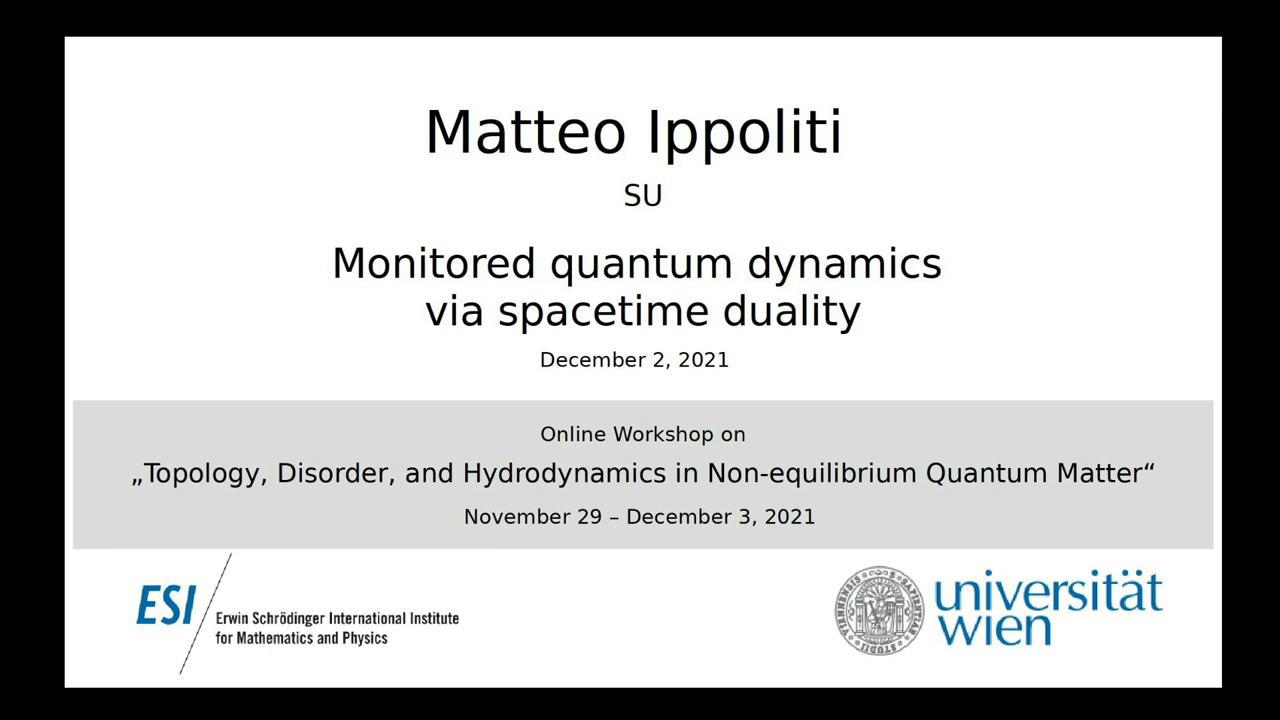 Matteo Ippoliti
SU
Monitored quantum dynamics
via spacetime duality
December 2, 2021
Online Workshop on
„Topology, Disorder, and Hydrodynamics in Non-equilibrium Quantum Matter“
November 29 – December 3, 2021
ESI
Erwin Schrödinger International Institute
for Mathematics and Physics
universität
wien